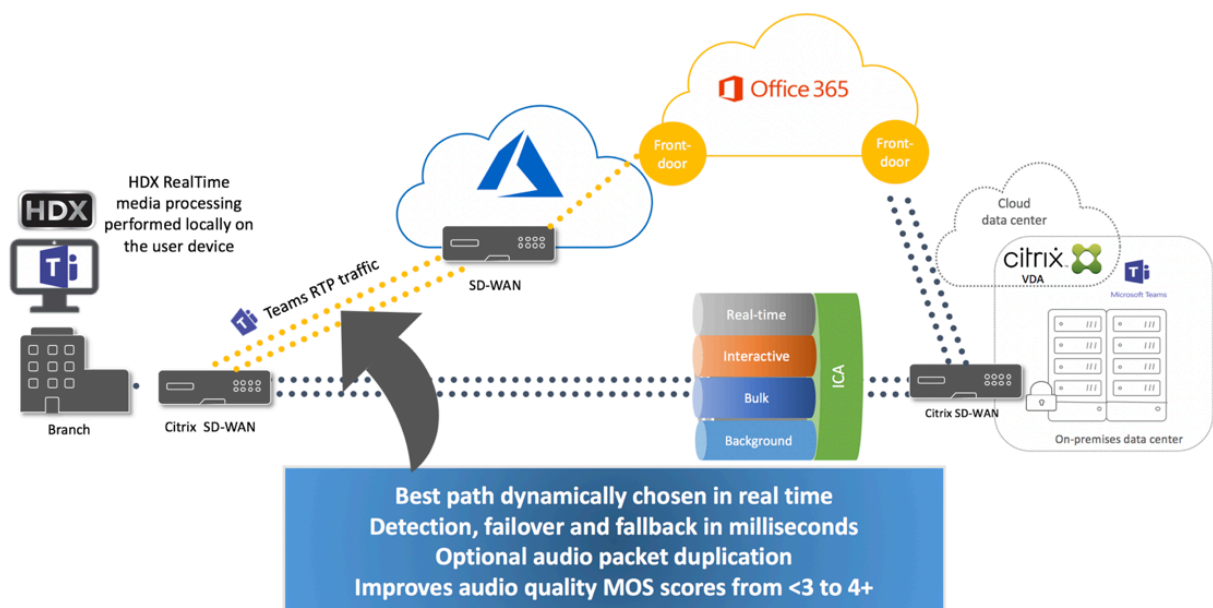 Office 365
Front-
door
Front-
door
HDX
HDX RealTime
media processing
performed locally on
the user device
Cloud
data center
citrix
VDA
Microsoft Teams
SD-WAN
Teams RTP traffic
Real-time
Interactive
Bulk
Background
ICA
Branch
Citrix SD-WAN
Citrix SD-WAN
On-premises data center
Best path dynamically chosen in real time
Detection, failover and fallback in milliseconds
Optional audio packet duplication
Improves audio quality MOS scores from <3 to 4+